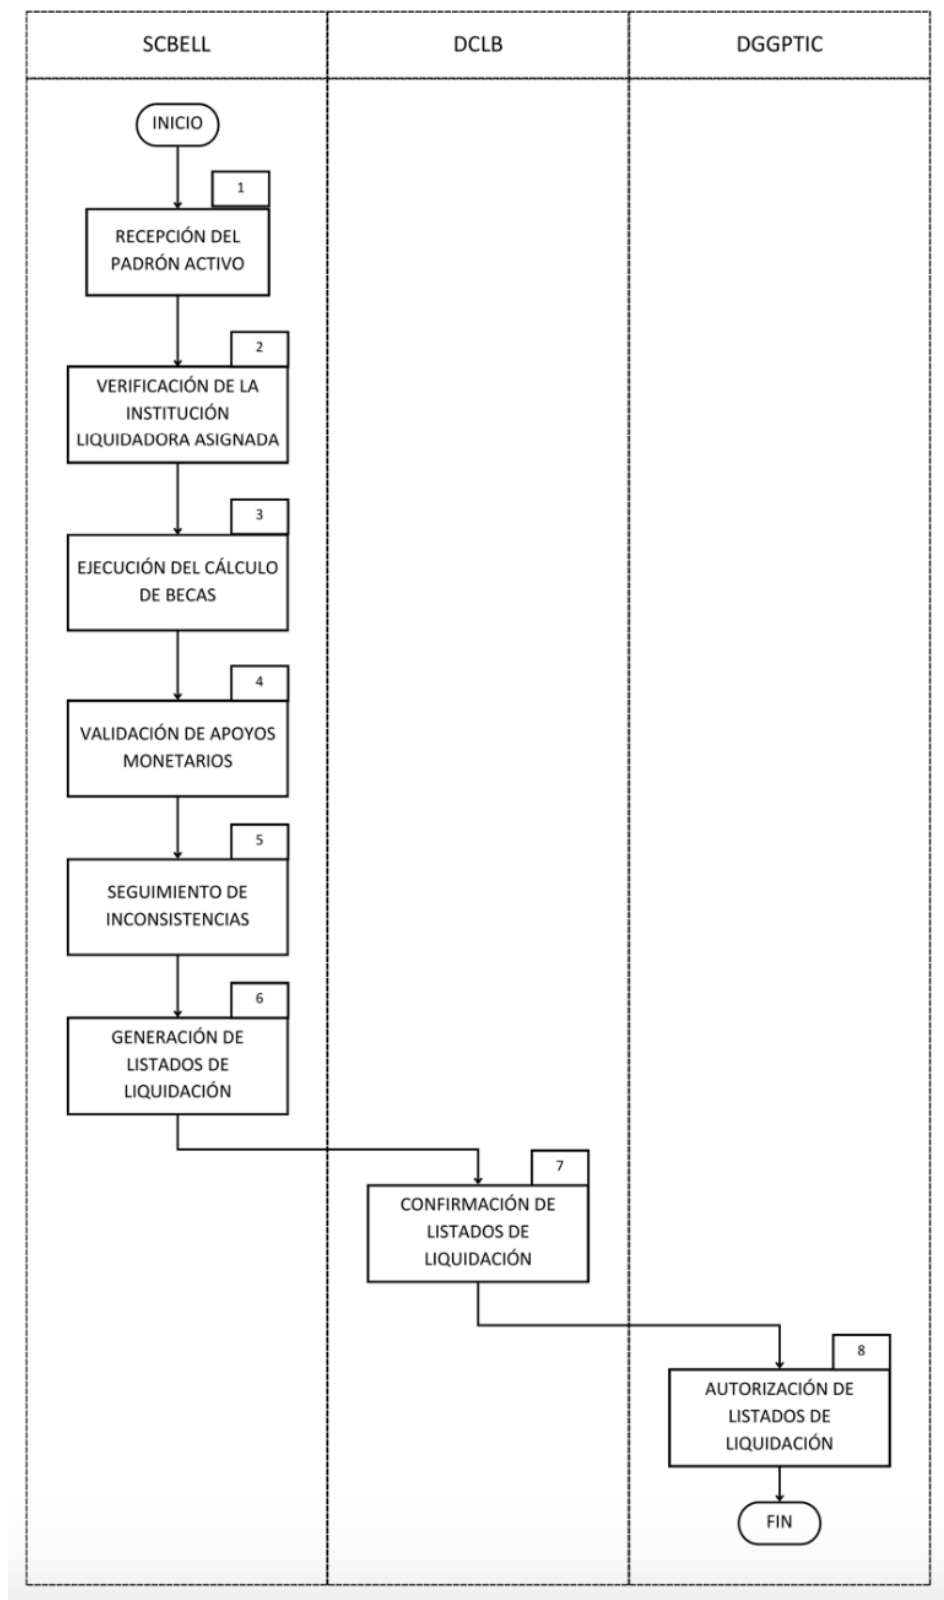 SCBELL
DCLB
DGGPTIC
INICIO
1
RECEPCIÓN DEL
PADRÓN ACTIVO
2
VERIFICACIÓN DE LA
INSTITUCIÓN
LIQUIDADORA ASIGNADA
3
EJECUCIÓN DEL CÁLCULO
DE BECAS
4
VALIDACIÓN DE APOYOS
MONETARIOS
5
SEGUIMIENTO DE
INCONSISTENCIAS
6
GENERACIÓN DE
LISTADOS DE
LIQUIDACIÓN
7
CONFIRMACIÓN DE
LISTADOS DE
LIQUIDACIÓN
8
AUTORIZACIÓN DE
LISTADOS DE
LIQUIDACIÓN
FIN